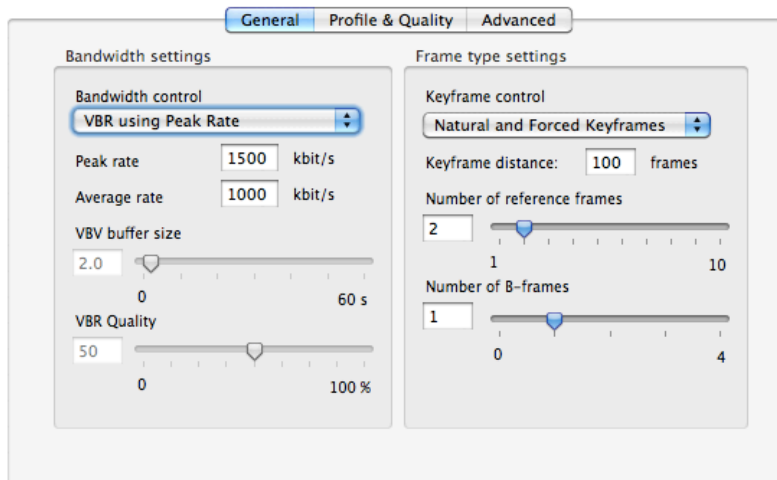 General Profile & Quality Advanced
Bandwidth settings
Bandwidth control
VBR using Peak Rate
Peak rate 1500 kbit/s
Average rate 1000 kbit/s
VBV buffer size
2.0
0 60 s
VBR Quality
50
0 100 %
Frame type settings
Keyframe control
Natural and Forced Keyframes
Keyframe distance: 100 frames
Number of reference frames
2
1 10
Number of B-frames
1
0 4